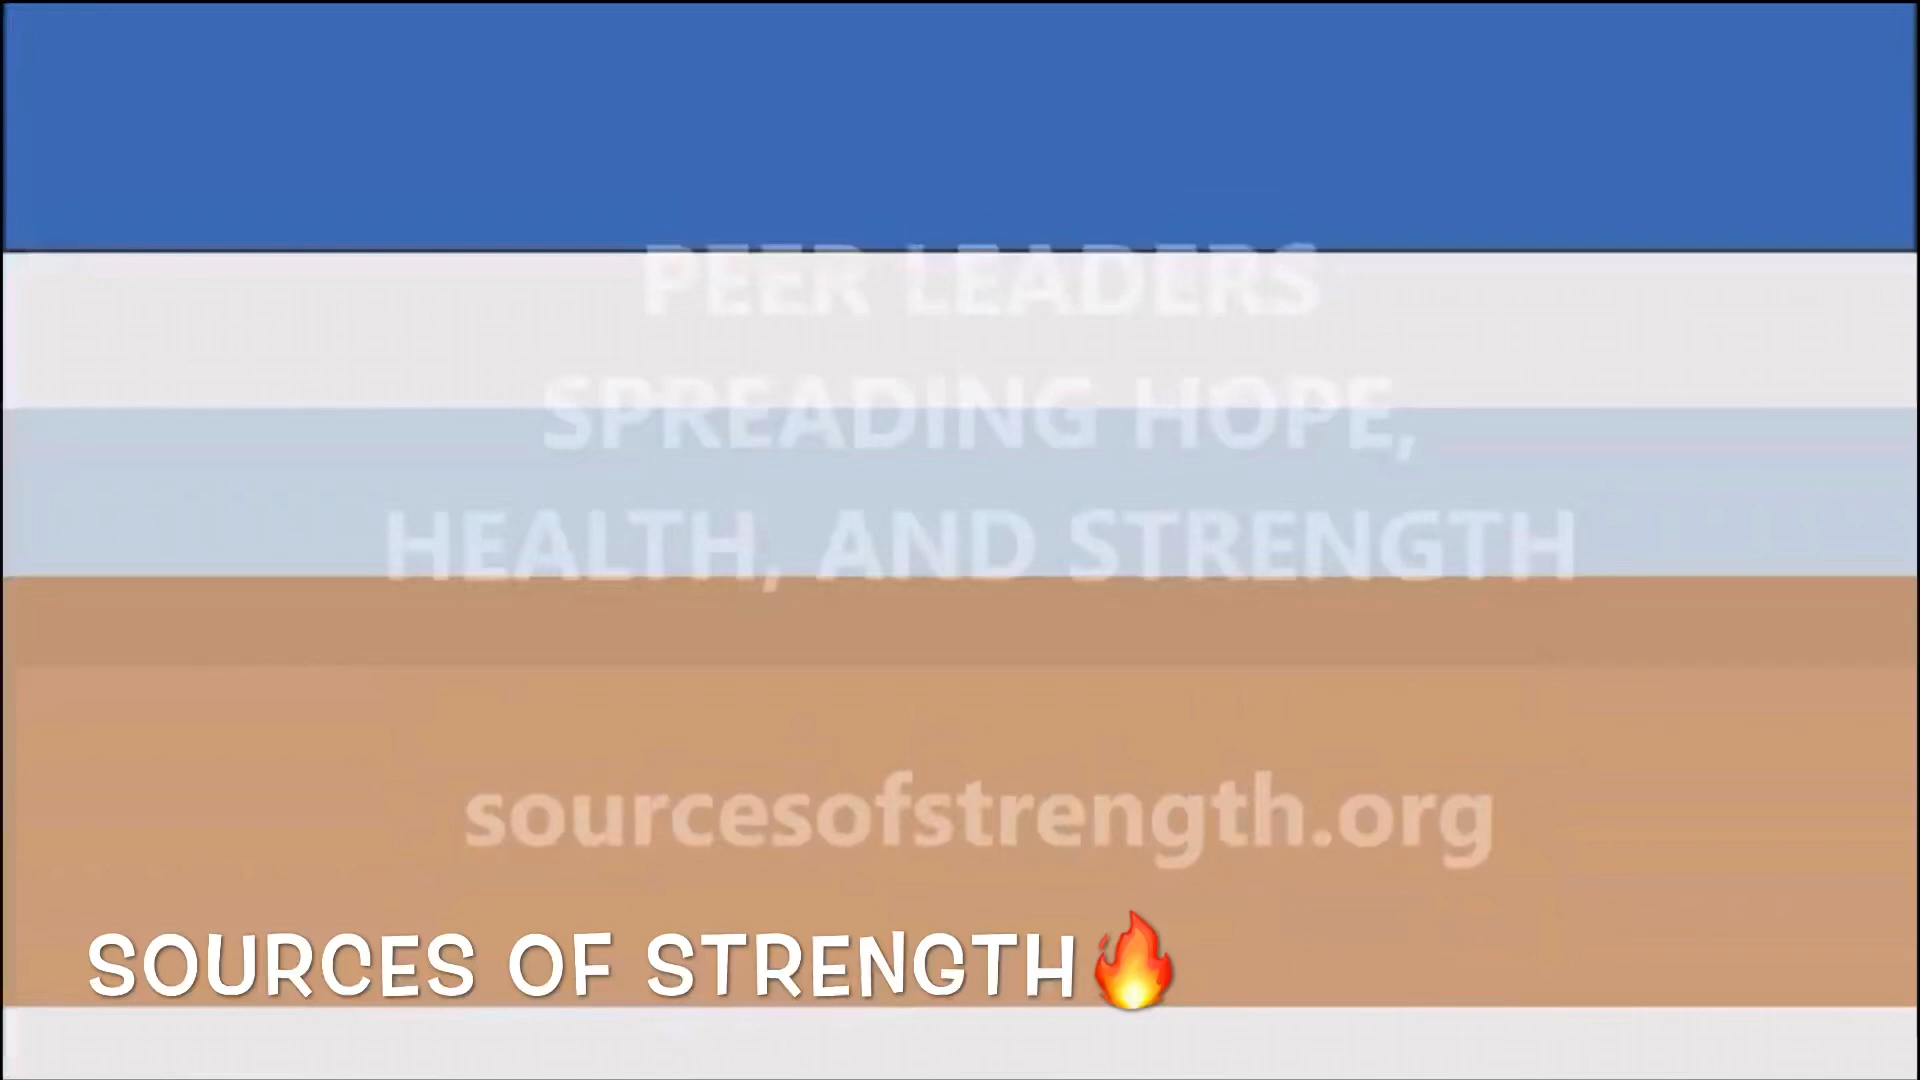 PEER LEADERS
SPREADING HOPE,
HEALTH, AND STRENGTH
sourcesofstrength.org
SOURCES OF STRENGTH🔥